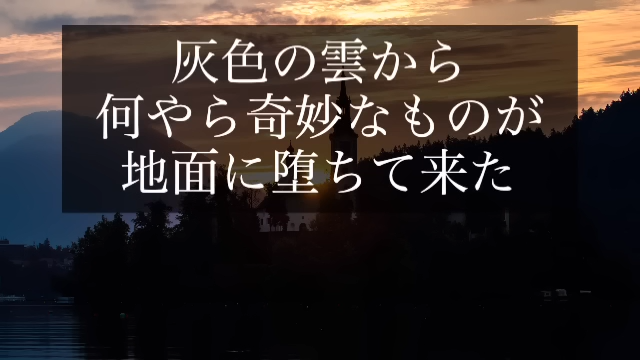 灰色の雲から
何やら奇妙なものが
地面に堕ちて来た